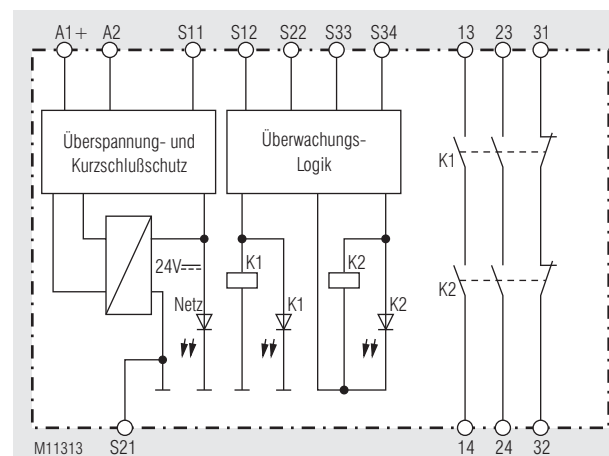 A1+ A2 S11 S12 S22 S33 S34 13 23 31
Überspannung- und
Kurzschlußschutz
Überwachungs-
Logik
K1
24V
K1
K2
K2
Netz
K1
K2
M11313 S21 14 24 32